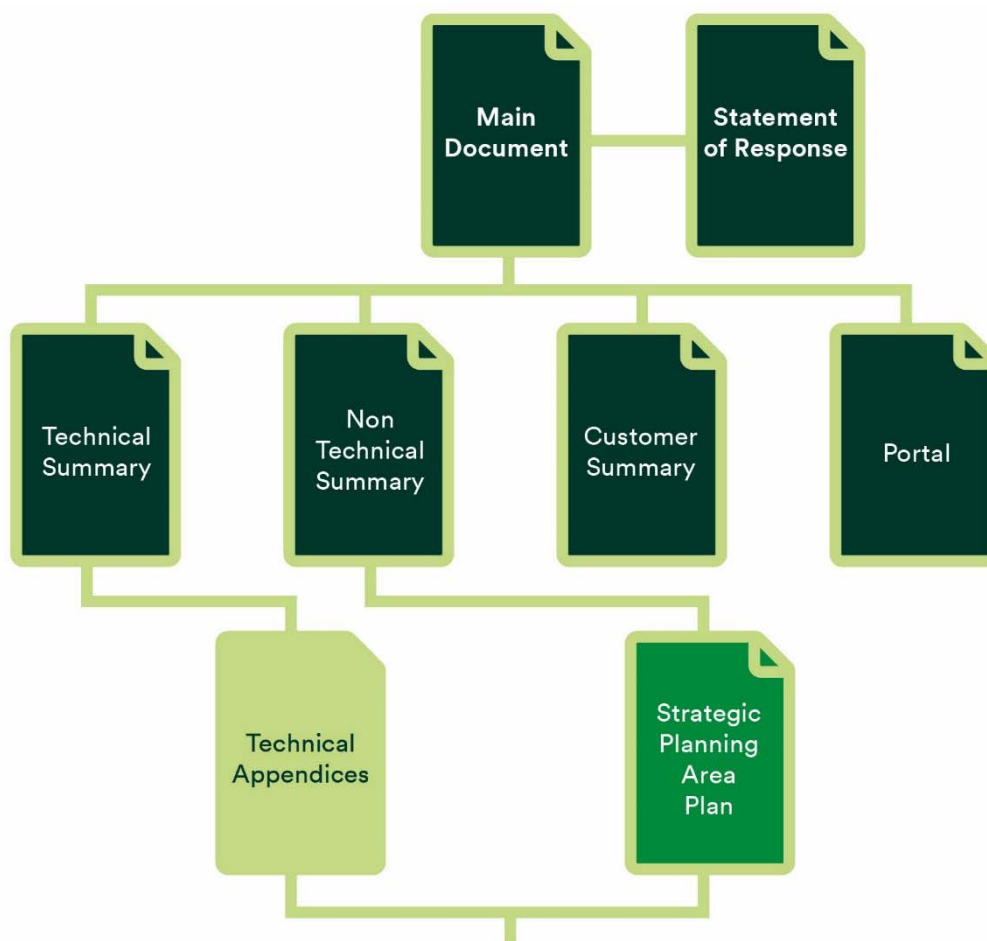 Main
Document
Statement
of Response
Technical
Summary
Non
Technical
Summary
Customer
Summary
Portal
Technical
Appendices
Strategic
Planning
Area
Plan